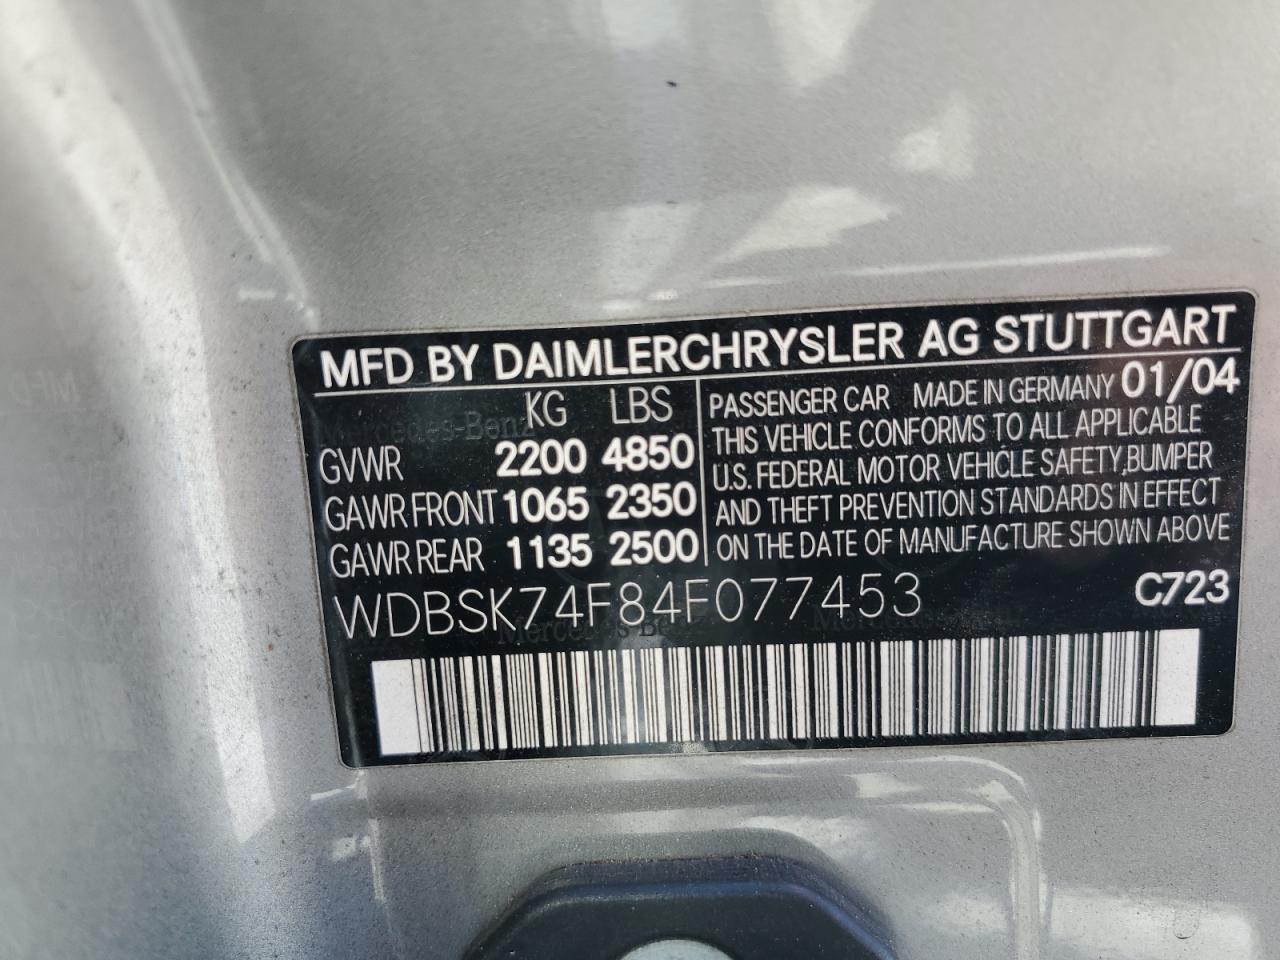 MFD BY DAIMLERCHRYSLER AG STUTTGART
KG LBS
GVWR 2200 4850
GAWR FRONT 1065 2350
GAWR REAR 1135 2500
PASSENGER CAR MADE IN GERMANY 01/04
THIS VEHICLE CONFORMS TO ALL APPLICABLE
U.S. FEDERAL MOTOR VEHICLE SAFETY,BUMPER
AND THEFT PREVENTION STANDARDS IN EFFECT
ON THE DATE OF MANUFACTURE SHOWN ABOVE
WDBSK74F84F077453
C723
Mercedes-Benz